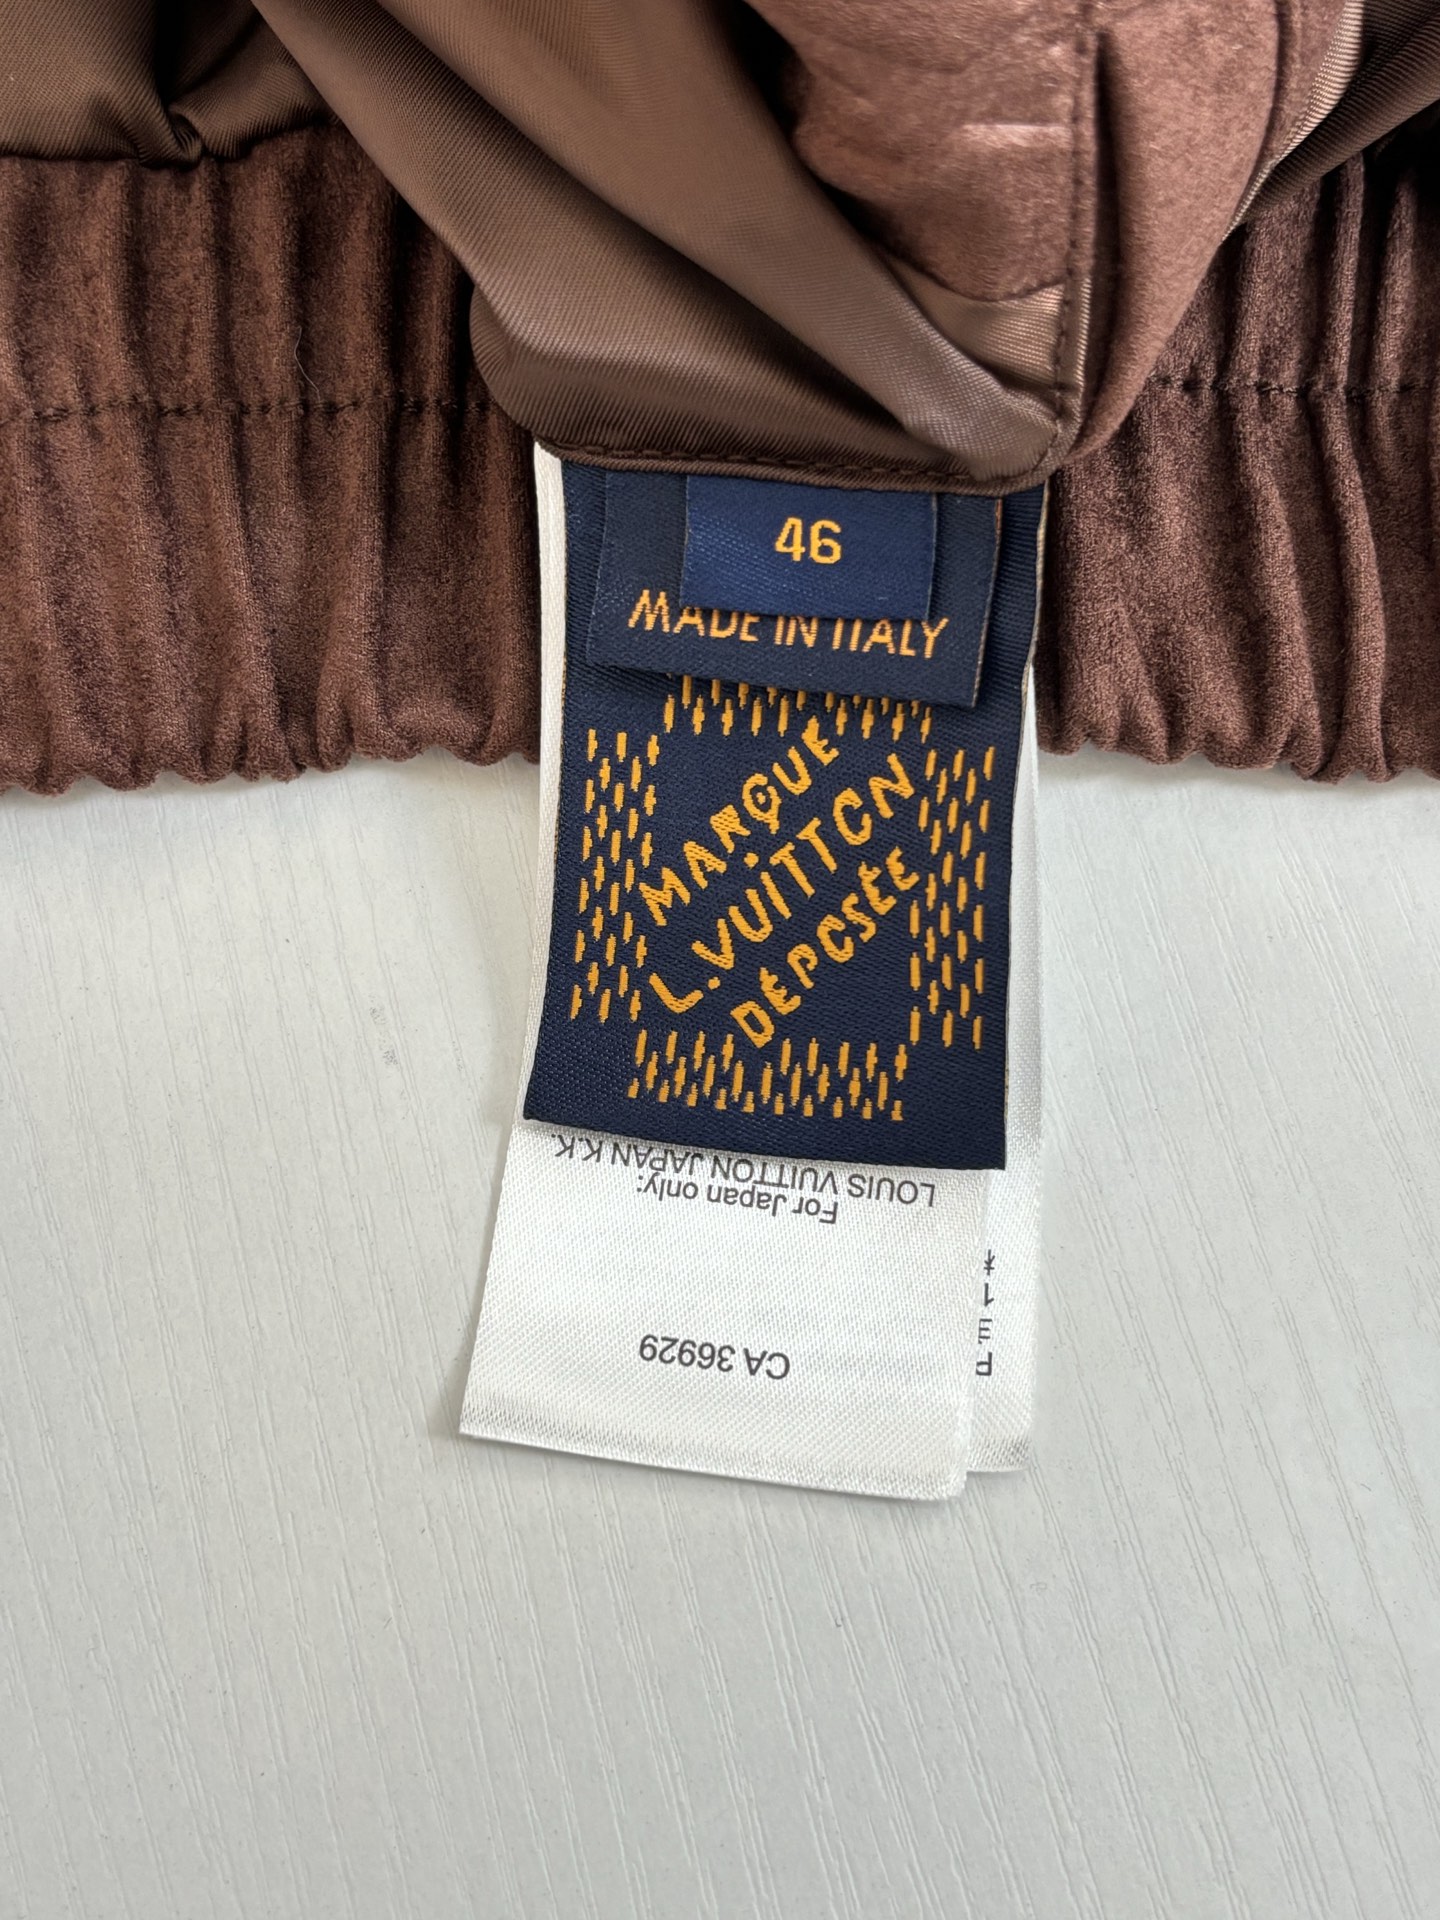 46
MADE IN ITALY
MARQUE
L.VUITTON
DÉPOSÉE
LOUIS VUITTON JAPAN K.K.
For Japan only:
CA 36929